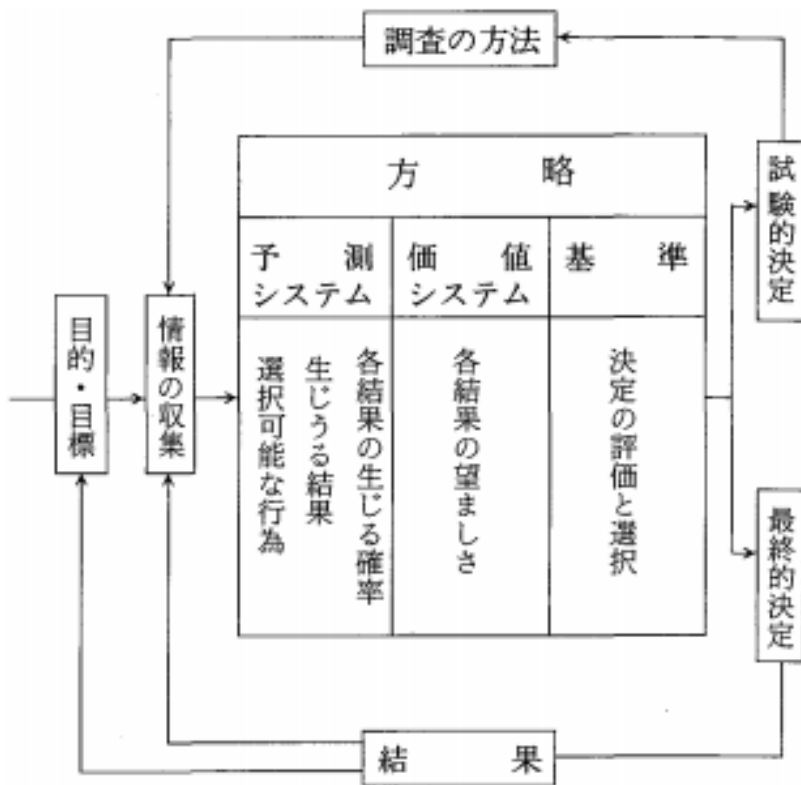 調査の方法
方略
予測
システム
価値
システム
基準
目的・目標
情報の収集
各結果の生じる確率
生じうる結果
選択可能な行為
各結果の望ましさ
決定の評価と選択
試験的決定
最終的決定
結果